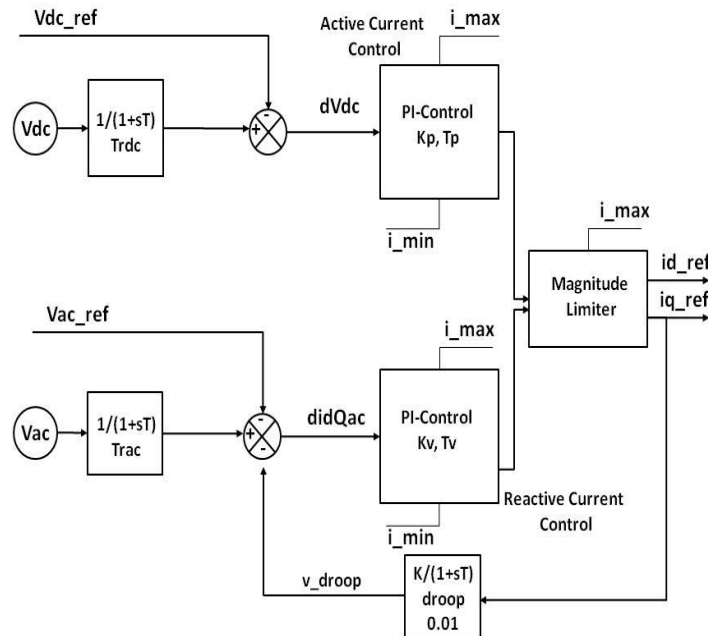 Vdc_ref
Active Current
Control
i_max
Vdc
1/(1+sT)
Trdc
-
+
dVdc
PI-Control
Kp, Tp
i_min
i_max
Magnitude
Limiter
id_ref
iq_ref
Vac_ref
i_max
Vac
1/(1+sT)
Trac
-
+
-
didQac
PI-Control
Kv, Tv
Reactive Current
Control
i_min
v_droop
K/(1+sT)
droop
0.01